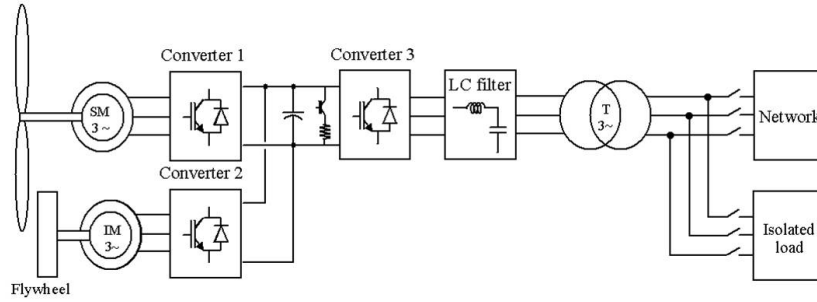 Converter 1
Converter 3
LC filter
SM
3 ~
T
3~
Network
Converter 2
IM
3~
Isolated
load
Flywheel